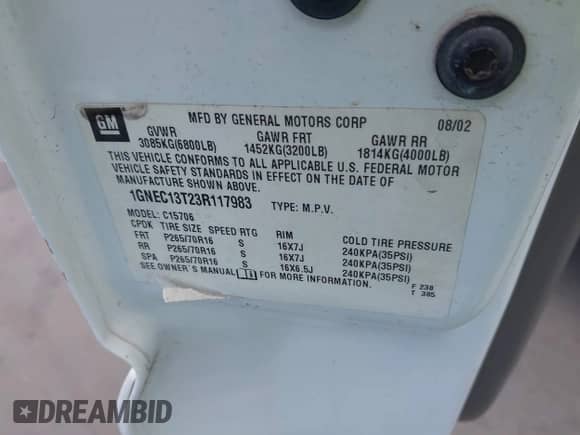 GM
MFD BY GENERAL MOTORS CORP 08/02
GVWR GAWR FRT GAWR RR
3085KG(6800LB) 1452KG(3200LB) 1814KG(4000LB)
THIS VEHICLE CONFORMS TO ALL APPLICABLE U.S. FEDERAL MOTOR
VEHICLE SAFETY STANDARDS IN EFFECT ON THE DATE OF
MANUFACTURE SHOWN ABOVE.
1GNEC13T23R117983 TYPE: M.P.V.
MODEL: C15706
CPDK TIRE SIZE SPEED RTG RIM COLD TIRE PRESSURE
FRT P265/70R16 S 16X7J 240KPA(35PSI)
RR P265/70R16 S 16X7J 240KPA(35PSI)
SPA P265/70R16 S 16X6.5J 240KPA(35PSI)
SEE OWNER'S MANUAL FOR MORE INFORMATION.
F 238
T 385
DREAMBID